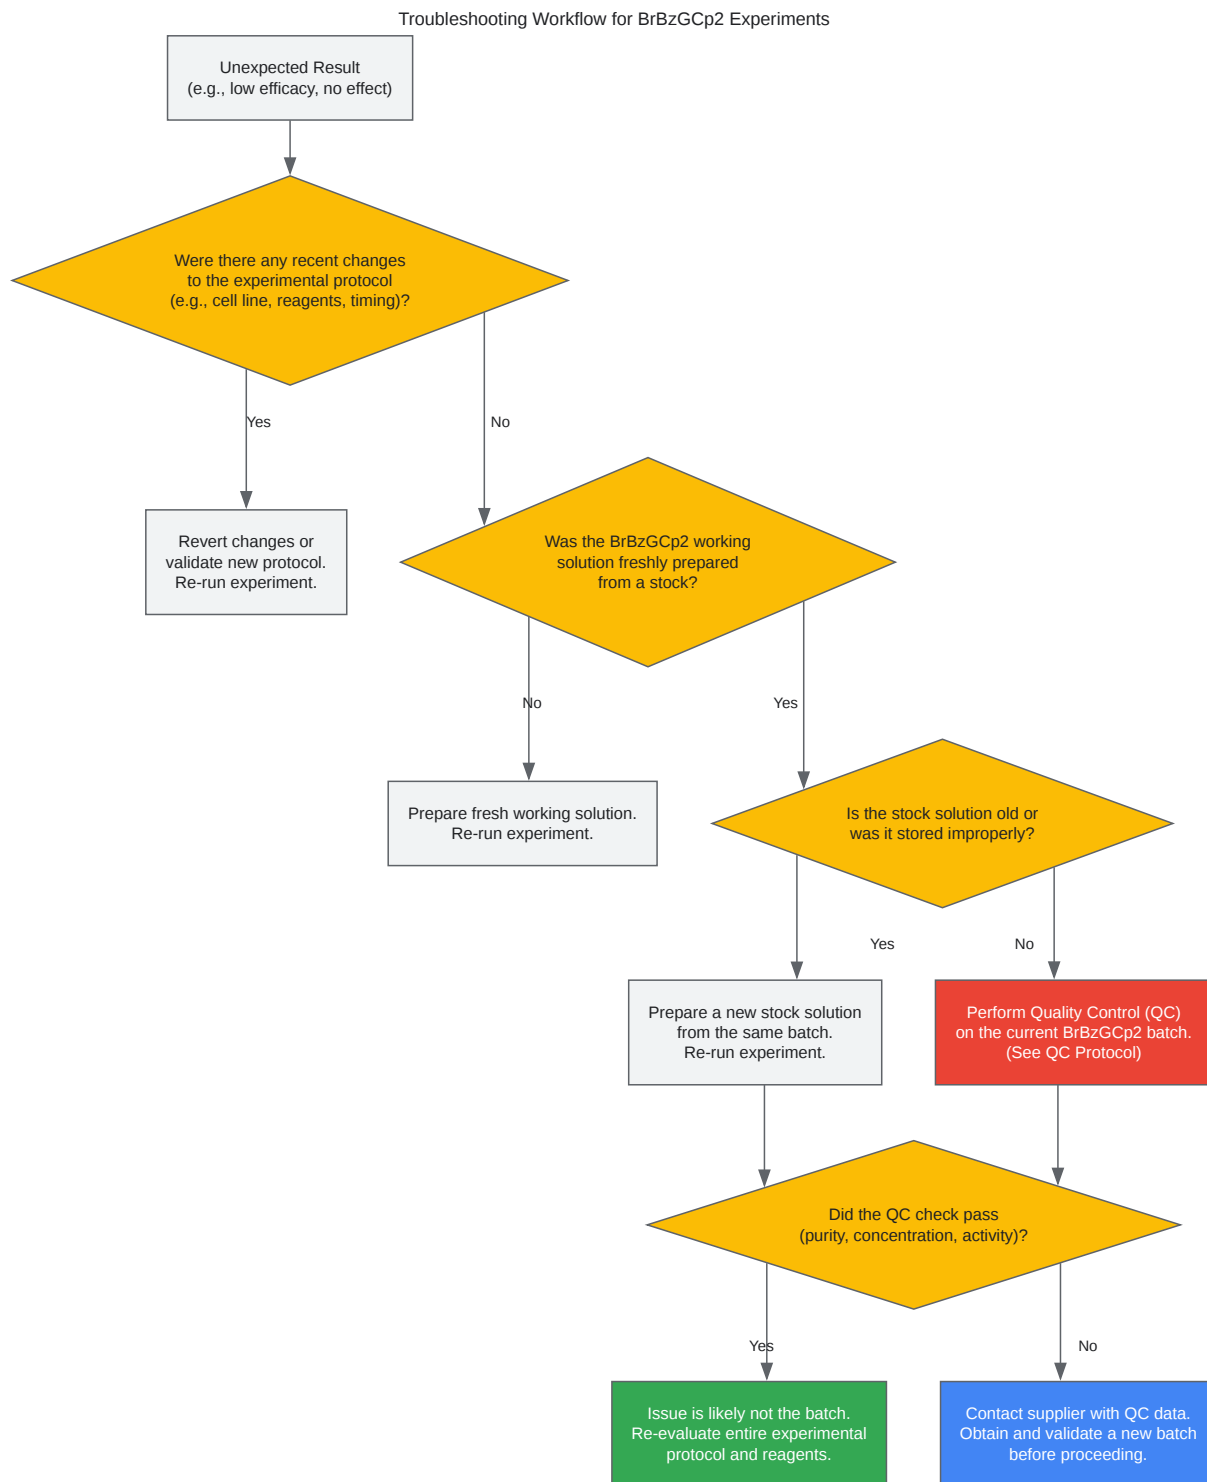 Troubleshooting Workflow for BrBzGCp2 Experiments
Unexpected Result
(e.g., low efficacy, no effect)
Were there any recent changes
to the experimental protocol
(e.g., cell line, reagents, timing)?
Yes
No
Revert changes or
validate new protocol.
Re-run experiment.
Was the BrBzGCp2 working
solution freshly prepared
from a stock?
No
Yes
Prepare fresh working solution.
Re-run experiment.
Is the stock solution old or
was it stored improperly?
Yes
No
Prepare a new stock solution
from the same batch.
Re-run experiment.
Perform Quality Control (QC)
on the current BrBzGCp2 batch.
(See QC Protocol)
Did the QC check pass
(purity, concentration, activity)?
Yes
No
Issue is likely not the batch.
Re-evaluate entire experimental
protocol and reagents.
Contact supplier with QC data.
Obtain and validate a new batch
before proceeding.